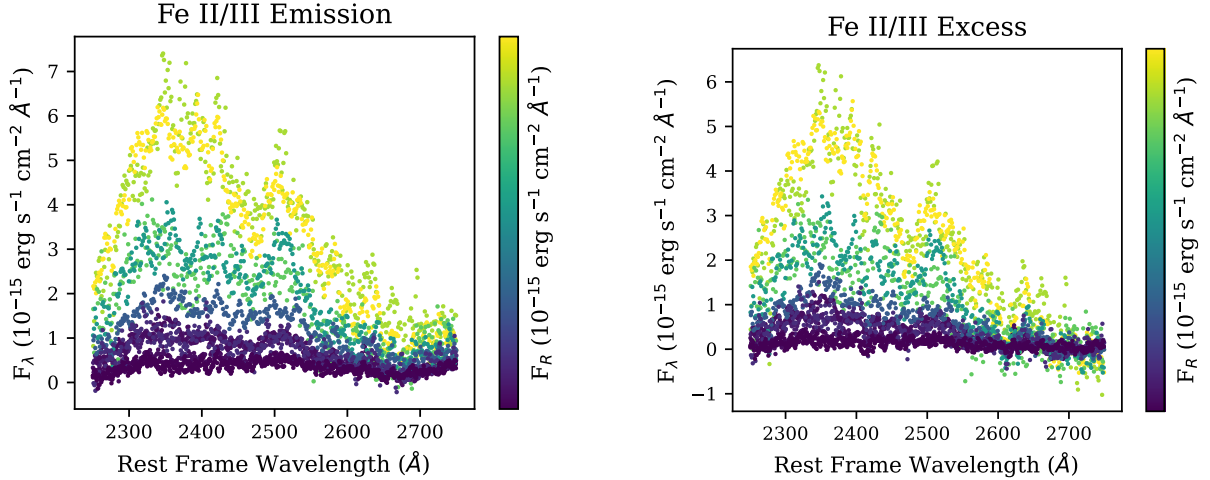 Fe II/III Emission
7
6
5
4
3
2
1
0
F_λ (10⁻¹⁵ erg s⁻¹ cm⁻² Å⁻¹)
2300 2400 2500 2600 2700
Rest Frame Wavelength (Å)
F_R (10⁻¹⁵ erg s⁻¹ cm⁻² Å⁻¹)
Fe II/III Excess
6
5
4
3
2
1
0
−1
F_λ (10⁻¹⁵ erg s⁻¹ cm⁻² Å⁻¹)
2300 2400 2500 2600 2700
Rest Frame Wavelength (Å)
F_R (10⁻¹⁵ erg s⁻¹ cm⁻² Å⁻¹)